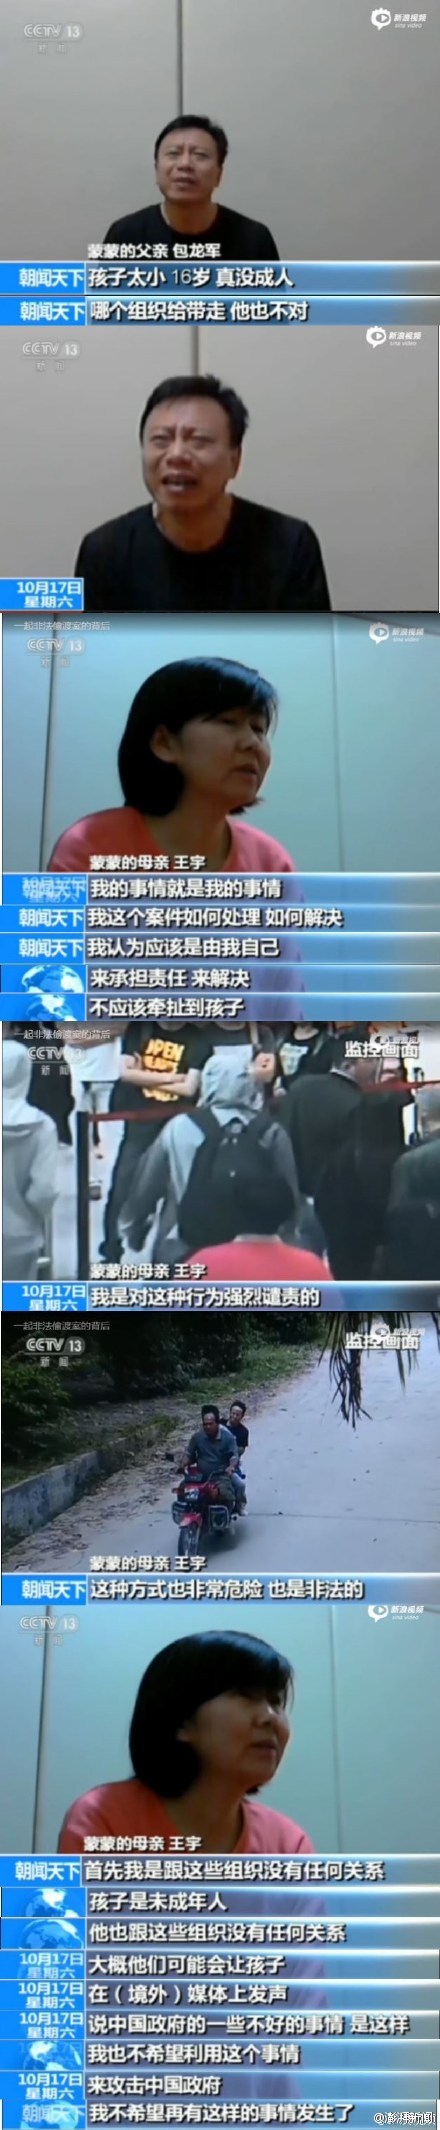 CCTV 13
新闻
新浪视频
sina video
蒙蒙的父亲 包龙军
朝闻天下
孩子太小 16岁 真没成人
朝闻天下
哪个组织给带走 他也不对
CCTV 13
新闻
新浪视频
sina video
10月17日
星期六
一起非法偷渡案的背后
CCTV 13
新闻
新浪视频
sina video
蒙蒙的母亲 王宇
朝闻天下
我的事情就是我的事情
朝闻天下
我这个案件如何处理 如何解决
朝闻天下
我认为应该是由我自己
来承担责任 来解决
不应该牵扯到孩子
一起非法偷渡案的背后
CCTV 13
新闻
监控画面
蒙蒙的母亲 王宇
10月17日
星期六
我是对这种行为强烈谴责的
一起非法偷渡案的背后
CCTV 13
新闻
监控画面
蒙蒙的母亲 王宇
朝闻天下
这种方式也非常危险 也是非法的
CCTV 13
新闻
新浪视频
sina video
蒙蒙的母亲 王宇
朝闻天下
首先我是跟这些组织没有任何关系
孩子是未成年人
他也跟这些组织没有任何关系
10月17日
星期六
大概他们可能会让孩子
10月17日
星期六
在（境外）媒体上发声
10月17日
星期六
说中国政府的一些不好的事情 是这样
我也不希望利用这个事情
10月17日
星期六
来攻击中国政府
朝闻天下
我不希望再有这样的事情发生了
@澎湃新闻